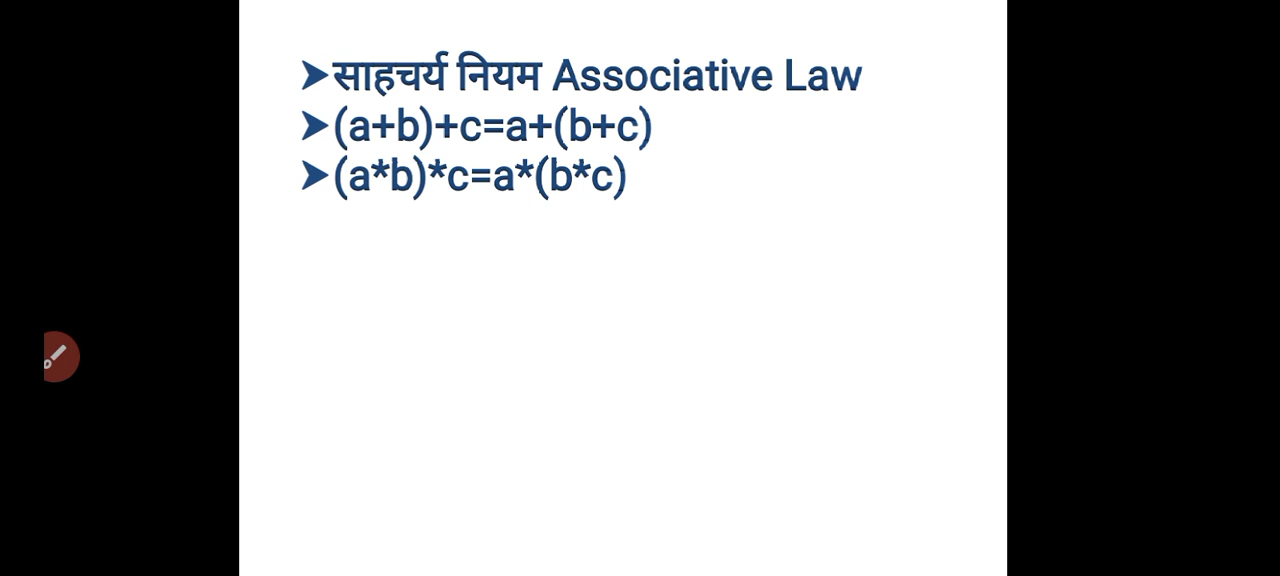 ➤साहचर्य नियम Associative Law
➤(a+b)+c=a+(b+c)
➤(a*b)*c=a*(b*c)